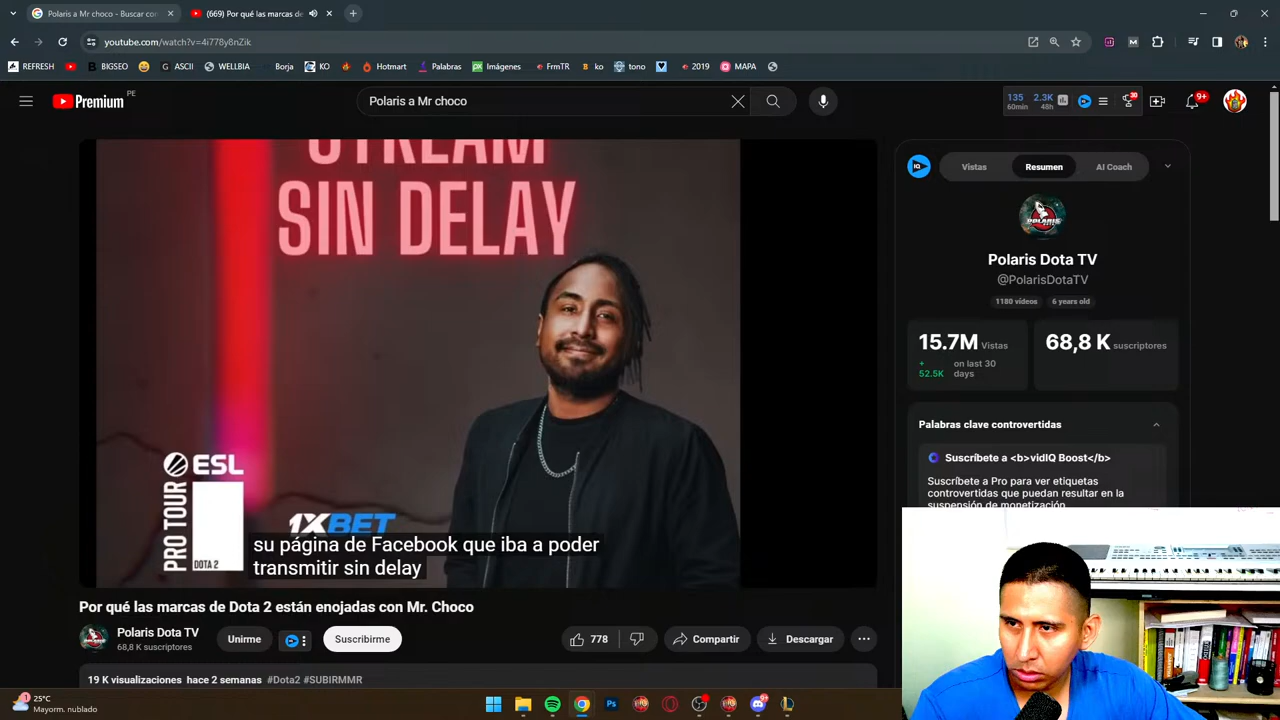 Polaris a Mr choco - Buscar con
(669) Por qué las marcas de
youtube.com/watch?v=4i778y8nZik
REFRESH
BIGSEO
ASCII
WELLBIA
Borja
KO
Hotmart
Palabras
Imágenes
FrmTR
ko
tono
2019
MAPA
Premium PE
Polaris a Mr choco
135 60min
2.3K 48h
30
9+
STREAM
SIN DELAY
ESL
PRO TOUR
DOTA 2
1XBET
su página de Facebook que iba a poder
transmitir sin delay
Por qué las marcas de Dota 2 están enojadas con Mr. Choco
Polaris Dota TV
68,8 K suscriptores
Unirme
Suscribirme
778
Compartir
Descargar
19 K visualizaciones hace 2 semanas #Dota2 #SUBIRMMR
IQ
Vistas
Resumen
AI Coach
POLARIS
Polaris Dota TV
@PolarisDotaTV
1180 vídeos
6 years old
15.7M Vistas
+ 52.5K on last 30 days
68,8 K suscriptores
Palabras clave controvertidas
Suscríbete a <b>vidIQ Boost</b>
Suscríbete a Pro para ver etiquetas
controvertidas que puedan resultar en la
suspensión de monetización
1
25°C
Mayorm. nublado